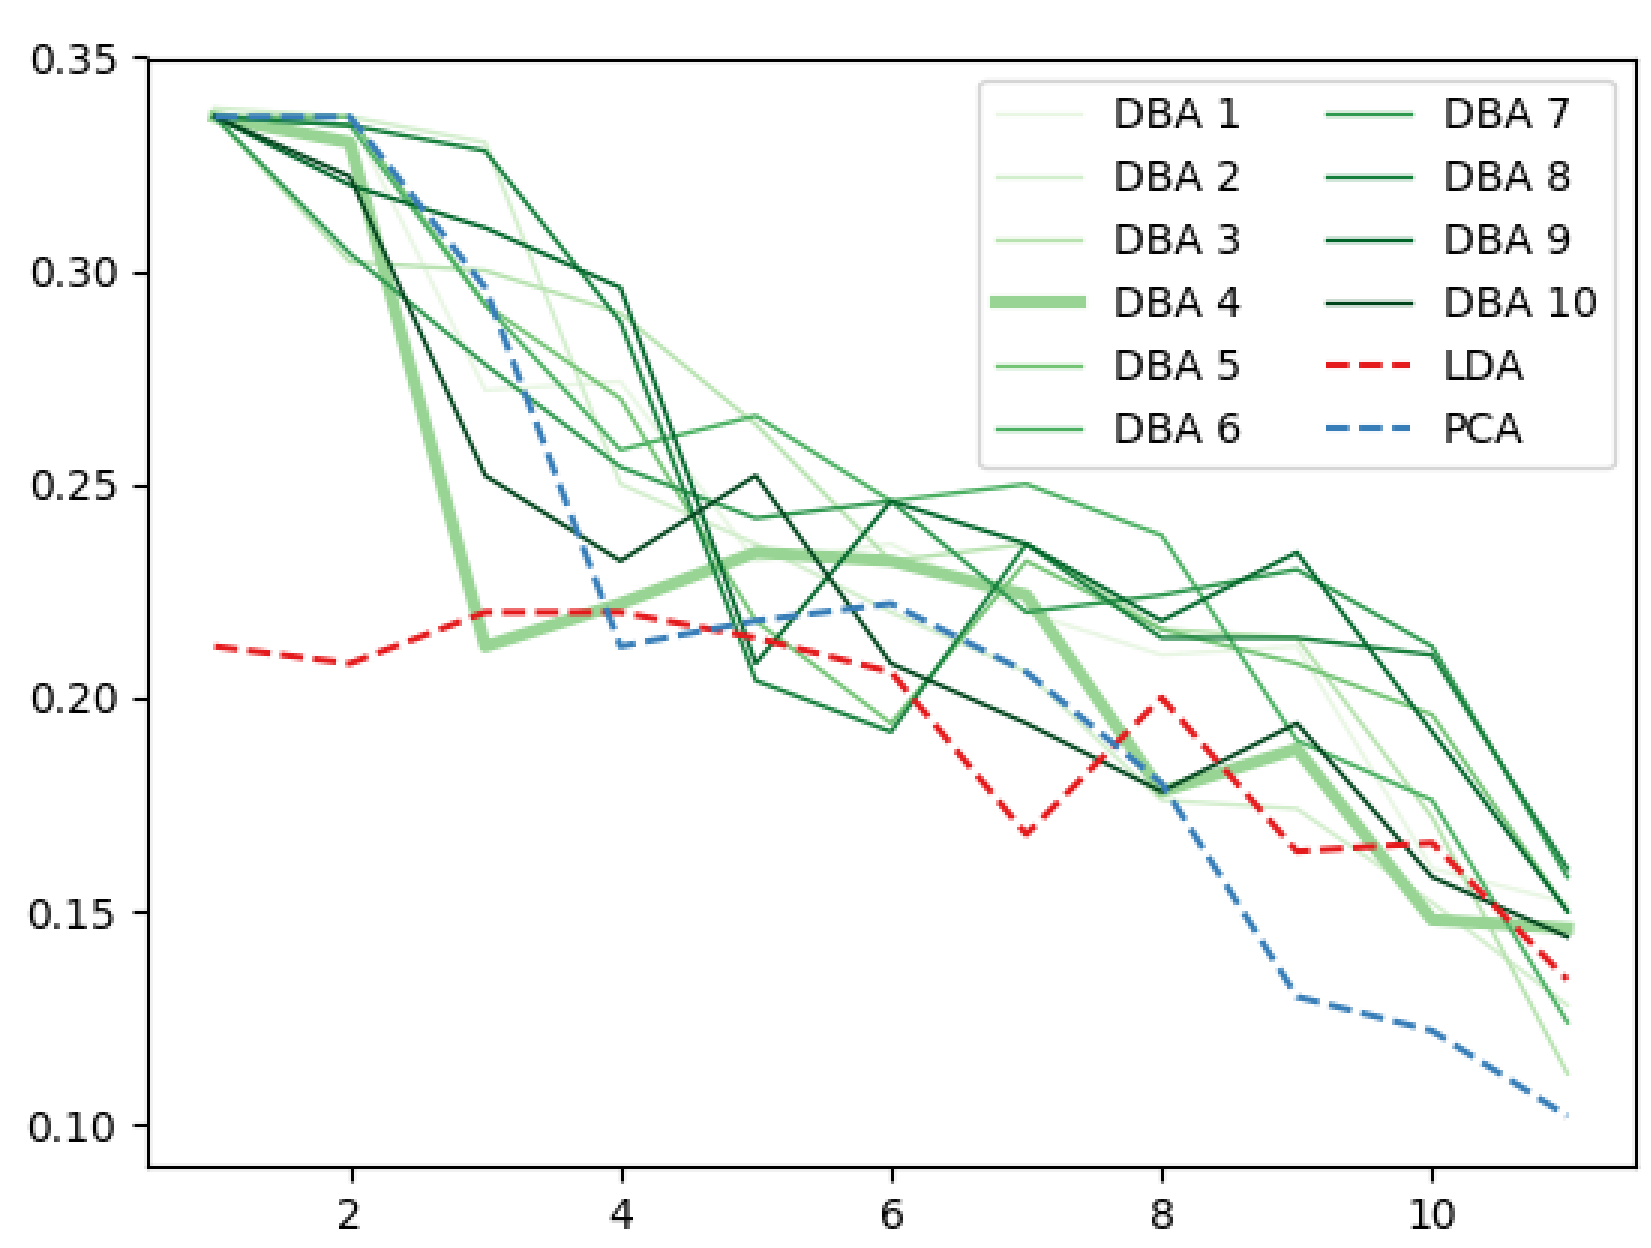 0.35
0.30
0.25
0.20
0.15
0.10
2 4 6 8 10
DBA 1
DBA 2
DBA 3
DBA 4
DBA 5
DBA 6
DBA 7
DBA 8
DBA 9
DBA 10
LDA
PCA